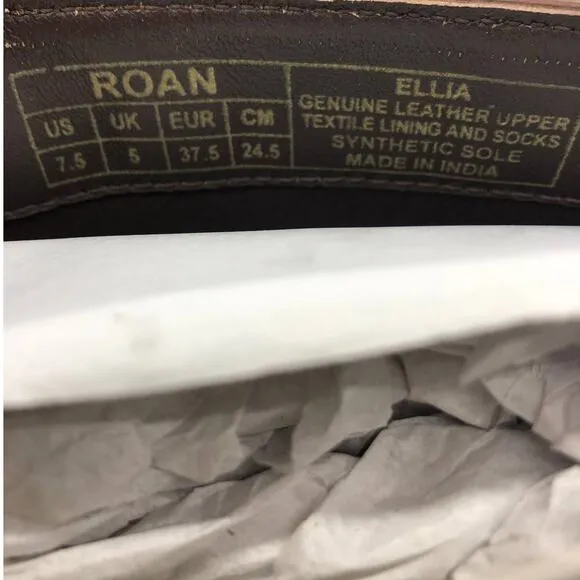 ROAN
US UK EUR CM
7.5 5 37.5 24.5
ELLIA
GENUINE LEATHER UPPER
TEXTILE LINING AND SOCKS
SYNTHETIC SOLE
MADE IN INDIA